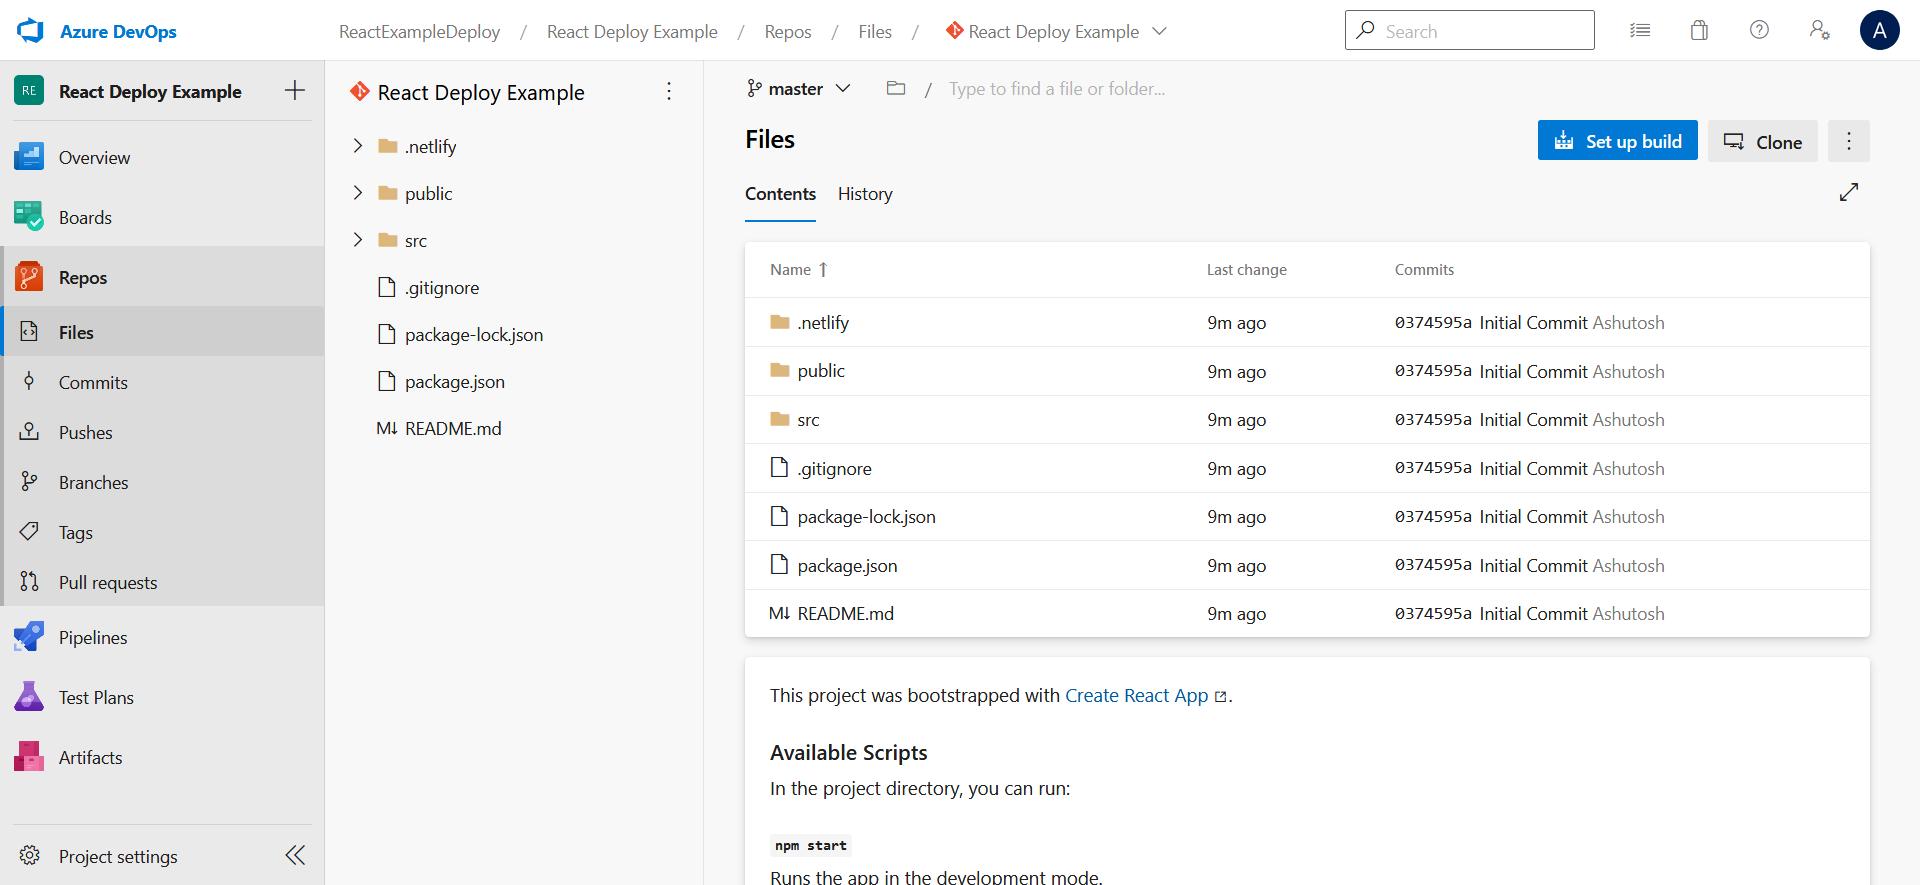 Azure DevOps
ReactExampleDeploy / React Deploy Example / Repos / Files / React Deploy Example
Search
A
RE React Deploy Example
Overview
Boards
Repos
Files
Commits
Pushes
Branches
Tags
Pull requests
Pipelines
Test Plans
Artifacts
Project settings
React Deploy Example
.netlify
public
src
.gitignore
package-lock.json
package.json
M↓ README.md
master / Type to find a file or folder...
Files
Set up build
Clone
Contents History
Name ↑ Last change Commits
.netlify 9m ago 0374595a Initial Commit Ashutosh
public 9m ago 0374595a Initial Commit Ashutosh
src 9m ago 0374595a Initial Commit Ashutosh
.gitignore 9m ago 0374595a Initial Commit Ashutosh
package-lock.json 9m ago 0374595a Initial Commit Ashutosh
package.json 9m ago 0374595a Initial Commit Ashutosh
M↓ README.md 9m ago 0374595a Initial Commit Ashutosh
This project was bootstrapped with Create React App.
Available Scripts
In the project directory, you can run:
npm start
Runs the app in the development mode.